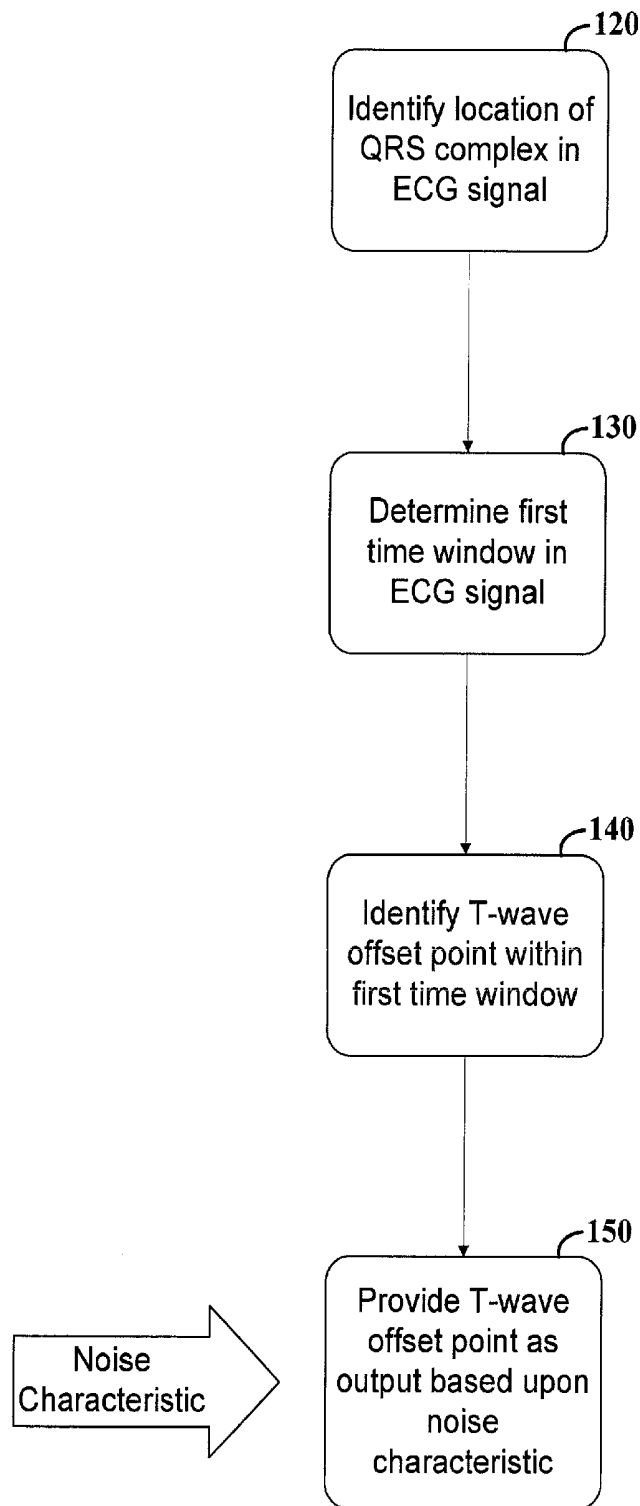 120
Identify location of
QRS complex in
ECG signal
130
Determine first
time window in
ECG signal
140
Identify T-wave
offset point within
first time window
150
Provide T-wave
offset point as
output based upon
noise
characteristic
Noise
Characteristic